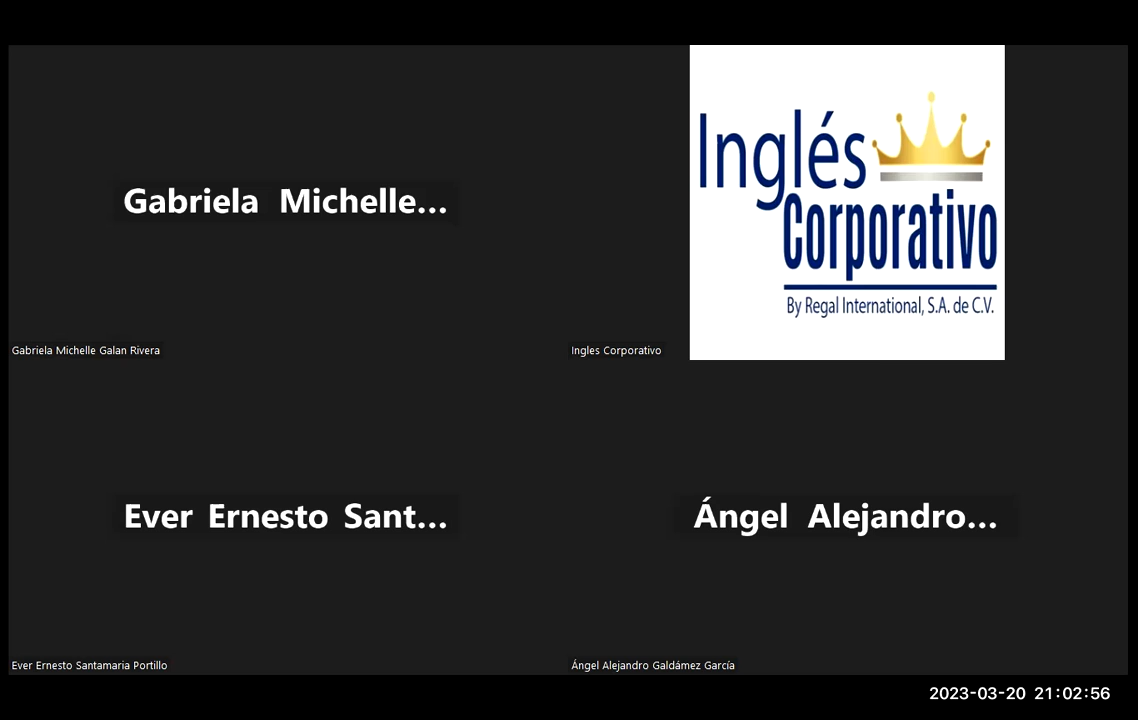 Gabriela Michelle...
Gabriela Michelle Galan Rivera
Inglés
Corporativo
By Regal International, S.A. de C.V.
Ingles Corporativo
Ever Ernesto Sant...
Ever Ernesto Santamaria Portillo
Ángel Alejandro...
Ángel Alejandro Galdámez García
2023-03-20 21:02:56